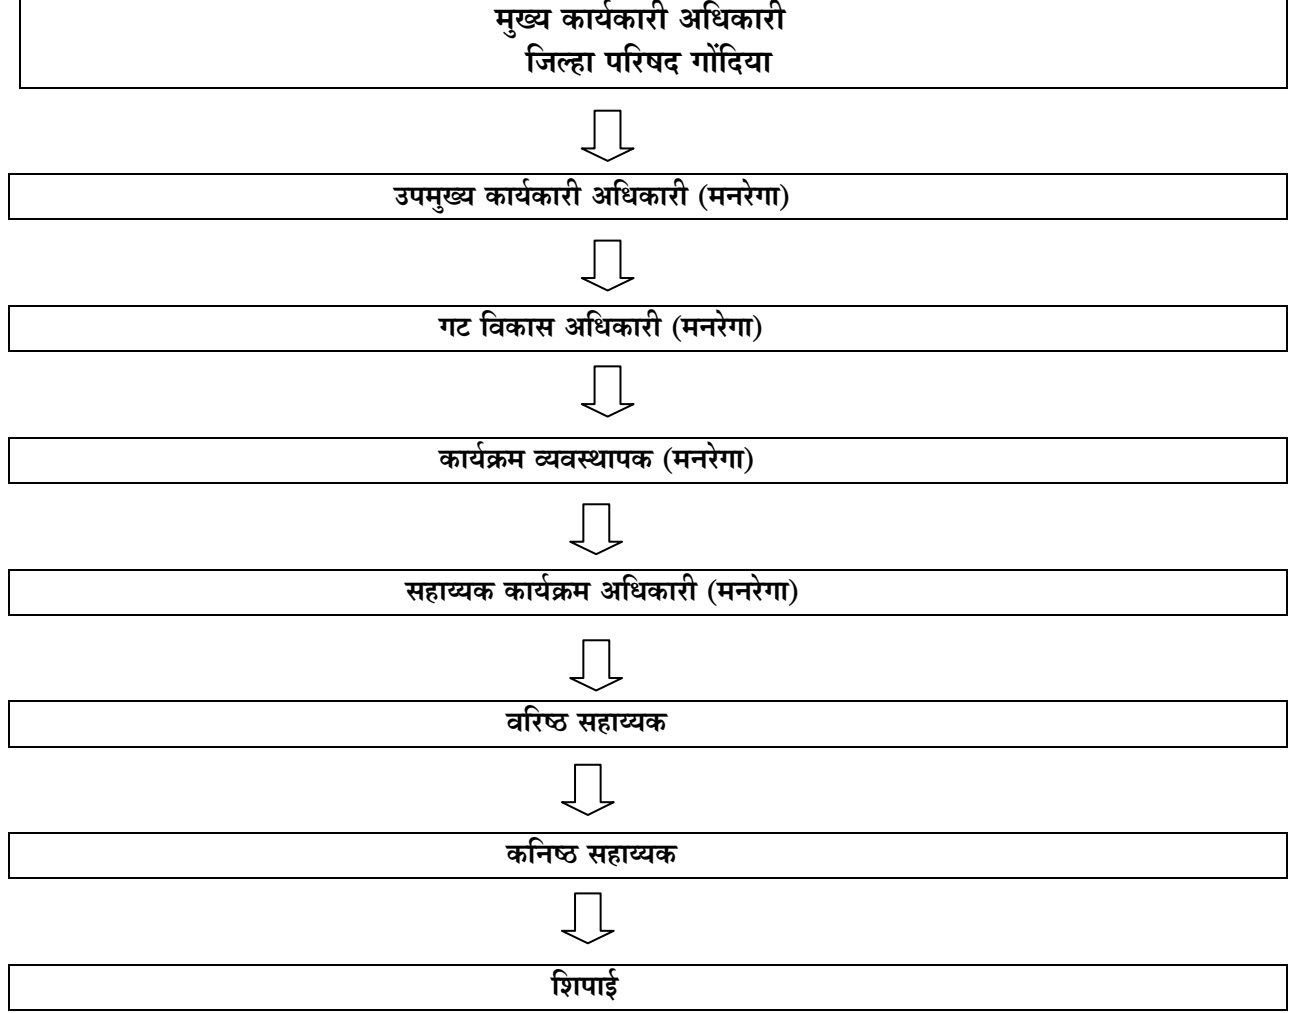 मुख्य कार्यकारी अधिकारी
जिल्हा परिषद गोंदिया
उपमुख्य कार्यकारी अधिकारी (मनरेगा)
गट विकास अधिकारी (मनरेगा)
कार्यक्रम व्यवस्थापक (मनरेगा)
सहाय्यक कार्यक्रम अधिकारी (मनरेगा)
वरिष्ठ सहाय्यक
कनिष्ठ सहाय्यक
शिपाई